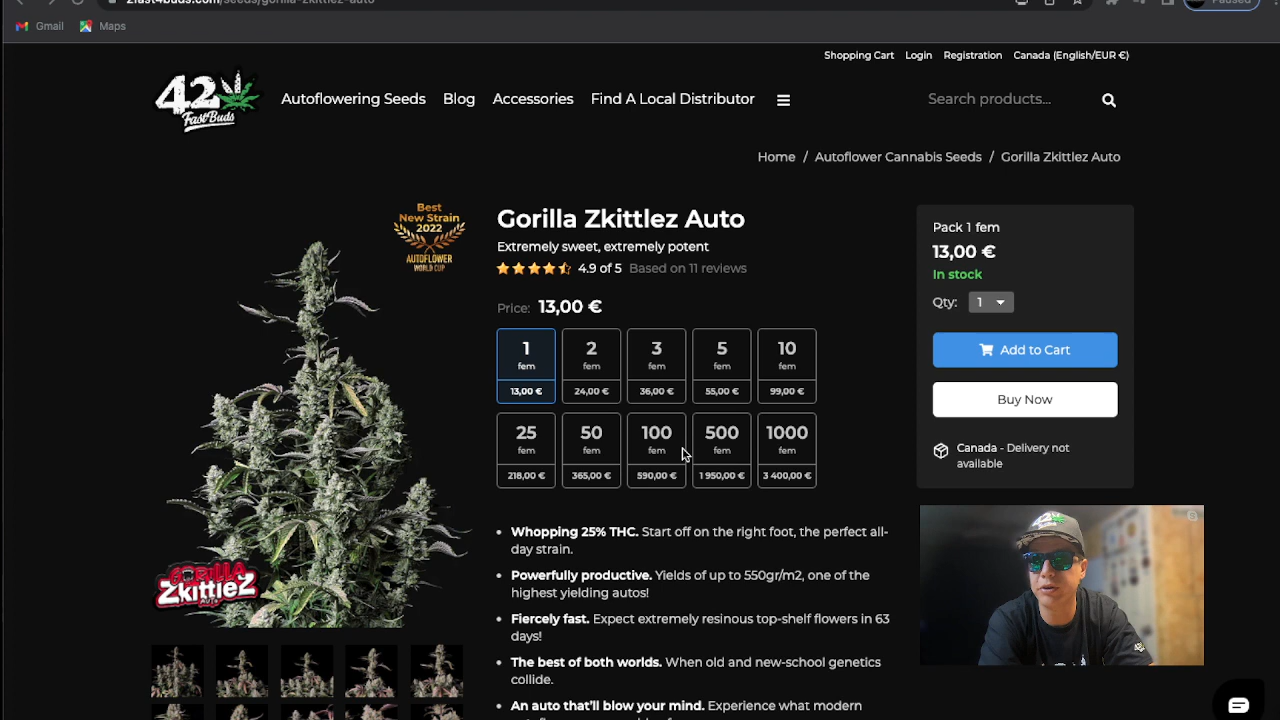 2fast4buds.com/seeds/gorilla-zkittlez-auto
Paused
Gmail
Maps
Shopping Cart
Login
Registration
Canada (English/EUR €)
42
FastBuds
Autoflowering Seeds
Blog
Accessories
Find A Local Distributor
Search products...
Home / Autoflower Cannabis Seeds / Gorilla Zkittlez Auto
Best
New Strain
2022
AUTOFLOWER
WORLD CUP
GORILLA
ZkittleZ
AUTO
Gorilla Zkittlez Auto
Extremely sweet, extremely potent
4.9 of 5 Based on 11 reviews
Price: 13,00 €
1
fem
13,00 €
2
fem
24,00 €
3
fem
36,00 €
5
fem
55,00 €
10
fem
99,00 €
25
fem
218,00 €
50
fem
365,00 €
100
fem
590,00 €
500
fem
1 950,00 €
1000
fem
3 400,00 €
Whopping 25% THC. Start off on the right foot, the perfect all-
day strain.
Powerfully productive. Yields of up to 550gr/m2, one of the
highest yielding autos!
Fiercely fast. Expect extremely resinous top-shelf flowers in 63
days!
The best of both worlds. When old and new-school genetics
collide.
An auto that'll blow your mind. Experience what modern
Pack 1 fem
13,00 €
In stock
Qty: 1
Add to Cart
Buy Now
Canada - Delivery not
available
42